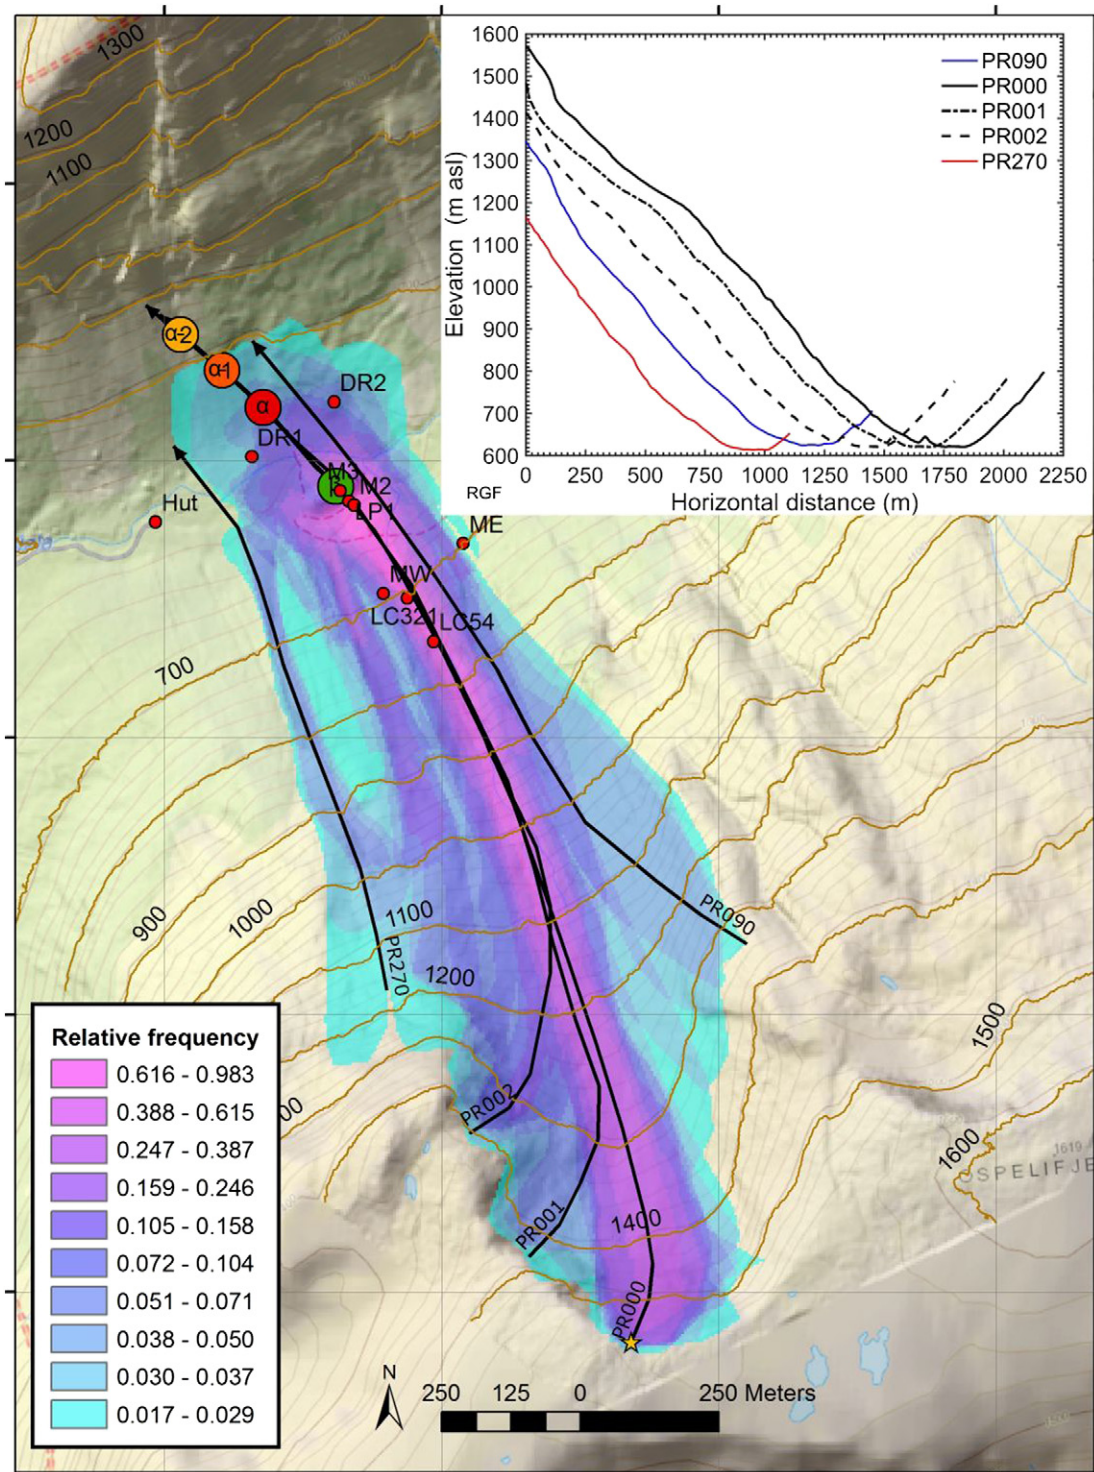 1300
1200
1100
1600
1500
1400
1300
1200
1100
1000
900
800
700
600
Elevation (m asl)
0
250
500
750
1000
1250
1500
1750
2000
2250
Horizontal distance (m)
PR090
PR000
PR001
PR002
PR270
RGF
α-2
α-1
α
DR2
DR1
M3
M2
LP1
Hut
ME
MW
LC321
LC54
700
900
1000
1100
1200
PR090
PR270
PR002
PR001
PR000
1400
1500
1600
1619
OSPELIFJE
Relative frequency
0.616 - 0.983
0.388 - 0.615
0.247 - 0.387
0.159 - 0.246
0.105 - 0.158
0.072 - 0.104
0.051 - 0.071
0.038 - 0.050
0.030 - 0.037
0.017 - 0.029
N
250 125 0 250 Meters